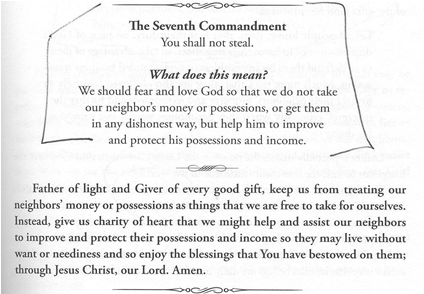 The Seventh Commandment
You shall not steal.
What does this mean?
We should fear and love God so that we do not take
our neighbor's money or possessions, or get them
in any dishonest way, but help him to improve
and protect his possessions and income.
Father of light and Giver of every good gift, keep us from treating our
neighbors' money or possessions as things that we are free to take for ourselves.
Instead, give us charity of heart that we might help and assist our neighbors
to improve and protect their possessions and income so they may live without
want or neediness and so enjoy the blessings that You have bestowed on them;
through Jesus Christ, our Lord. Amen.